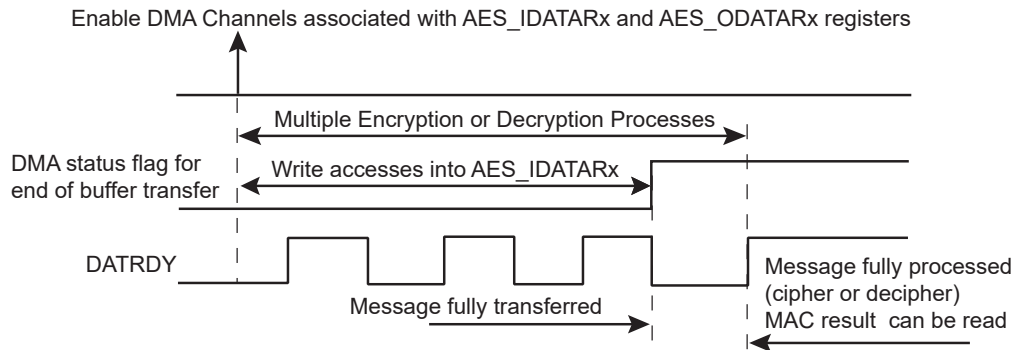 Enable DMA Channels associated with AES_IDATARx and AES_ODATARx registers
Multiple Encryption or Decryption Processes
DMA status flag for
end of buffer transfer
Write accesses into AES_IDATARx
DATRDY
Message fully transferred
Message fully processed
(cipher or decipher)
MAC result can be read